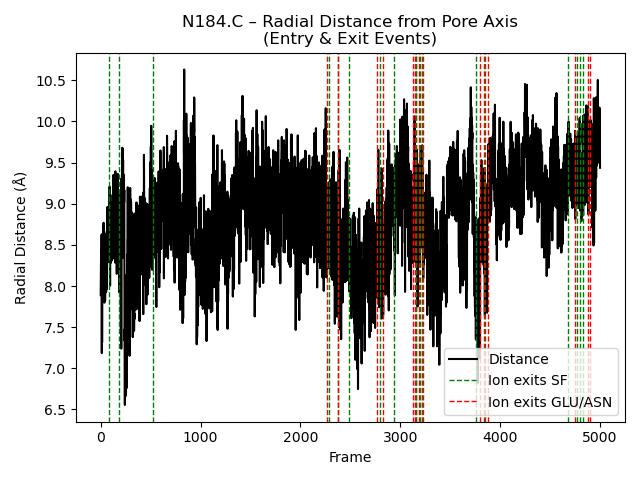 N184.C – Radial Distance from Pore Axis
(Entry & Exit Events)
Radial Distance (Å)
10.5
10.0
9.5
9.0
8.5
8.0
7.5
7.0
6.5
Distance
Ion exits SF
Ion exits GLU/ASN
0 1000 2000 3000 4000 5000
Frame